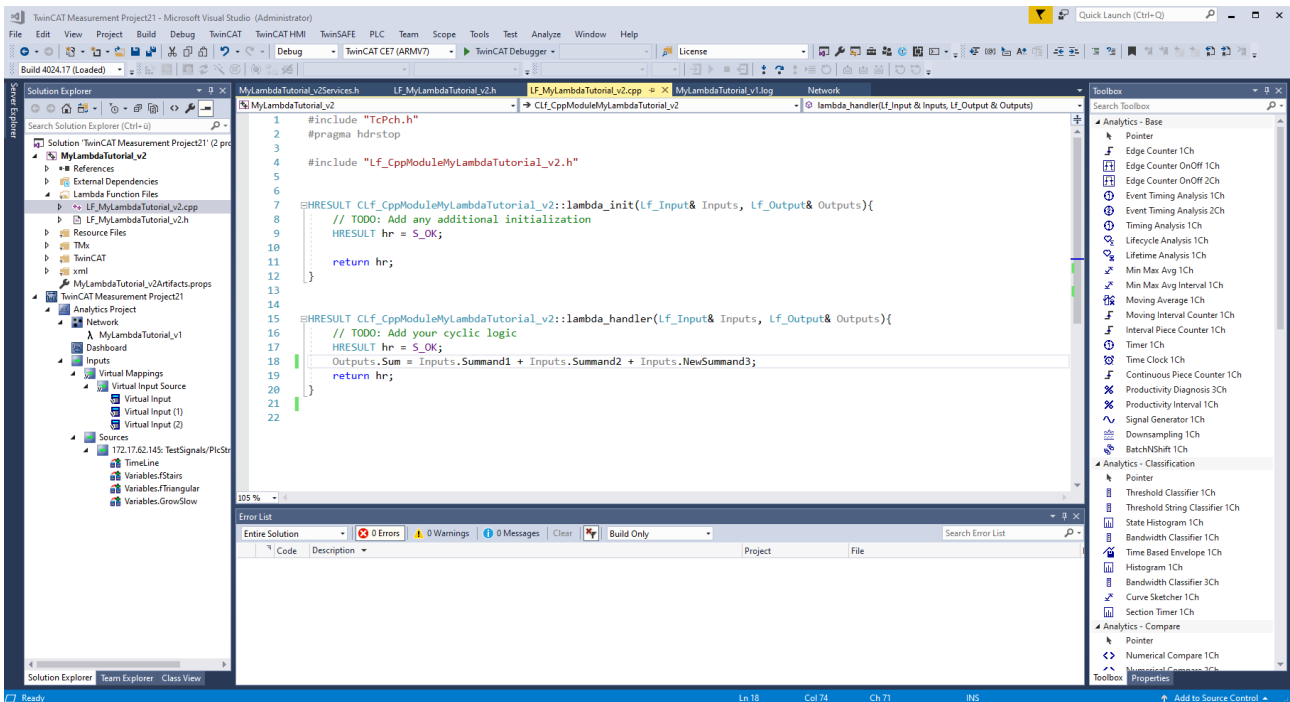 TwinCAT Measurement Project21 - Microsoft Visual Studio (Administrator)
Quick Launch (Ctrl+Q)
File Edit View Project Build Debug TwinCAT TwinCAT HMI TwinSAFE PLC Team Scope Tools Test Analyze Window Help
Debug TwinCAT CE7 (ARMV7) TwinCAT Debugger License
Build 4024.17 (Loaded)
Server Explorer
Solution Explorer
Search Solution Explorer (Ctrl+ü)
Solution 'TwinCAT Measurement Project21' (2 pro
MyLambdaTutorial_v2
References
External Dependencies
Lambda Function Files
LF_MyLambdaTutorial_v2.cpp
LF_MyLambdaTutorial_v2.h
Resource Files
TMx
TwinCAT
xml
MyLambdaTutorial_v2Artifacts.props
TwinCAT Measurement Project21
Analytics Project
Network
MyLambdaTutorial_v1
Dashboard
Inputs
Virtual Mappings
Virtual Input Source
Virtual Input
Virtual Input (1)
Virtual Input (2)
Sources
172.17.62.145: TestSignals/PlcStr
TimeLine
Variables.fStairs
Variables.fTriangular
Variables.GrowSlow
Solution Explorer Team Explorer Class View
MyLambdaTutorial_v2Services.h LF_MyLambdaTutorial_v2.h LF_MyLambdaTutorial_v2.cpp MyLambdaTutorial_v1.log Network
MyLambdaTutorial_v2 CLf_CppModuleMyLambdaTutorial_v2 lambda_handler(Lf_Input & Inputs, Lf_Output & Outputs)
1 #include "TcPch.h"
2 #pragma hdrstop
3
4 #include "Lf_CppModuleMyLambdaTutorial_v2.h"
5
6
7 HRESULT CLf_CppModuleMyLambdaTutorial_v2::lambda_init(Lf_Input& Inputs, Lf_Output& Outputs){
8 // TODO: Add any additional initialization
9 HRESULT hr = S_OK;
10
11 return hr;
12 }
13
14
15 HRESULT CLf_CppModuleMyLambdaTutorial_v2::lambda_handler(Lf_Input& Inputs, Lf_Output& Outputs){
16 // TODO: Add your cyclic logic
17 HRESULT hr = S_OK;
18 Outputs.Sum = Inputs.Summand1 + Inputs.Summand2 + Inputs.NewSummand3;
19 return hr;
20 }
21
22
105 %
Error List
Entire Solution 0 Errors 0 Warnings 0 Messages Clear Build Only Search Error List
Code Description Project File
Toolbox
Search Toolbox
Analytics - Base
Pointer
Edge Counter 1Ch
Edge Counter OnOff 1Ch
Edge Counter OnOff 2Ch
Event Timing Analysis 1Ch
Event Timing Analysis 2Ch
Timing Analysis 1Ch
Lifecycle Analysis 1Ch
Lifetime Analysis 1Ch
Min Max Avg 1Ch
Min Max Avg Interval 1Ch
Moving Average 1Ch
Moving Interval Counter 1Ch
Interval Piece Counter 1Ch
Timer 1Ch
Time Clock 1Ch
Continuous Piece Counter 1Ch
Productivity Diagnosis 3Ch
Productivity Interval 1Ch
Signal Generator 1Ch
Downsampling 1Ch
BatchNShift 1Ch
Analytics - Classification
Pointer
Threshold Classifier 1Ch
Threshold String Classifier 1Ch
State Histogram 1Ch
Bandwidth Classifier 1Ch
Time Based Envelope 1Ch
Histogram 1Ch
Bandwidth Classifier 3Ch
Curve Sketcher 1Ch
Section Timer 1Ch
Analytics - Compare
Pointer
Numerical Compare 1Ch
Numerical Compare 2Ch
Toolbox Properties
Ready Ln 18 Col 74 Ch 71 INS Add to Source Control